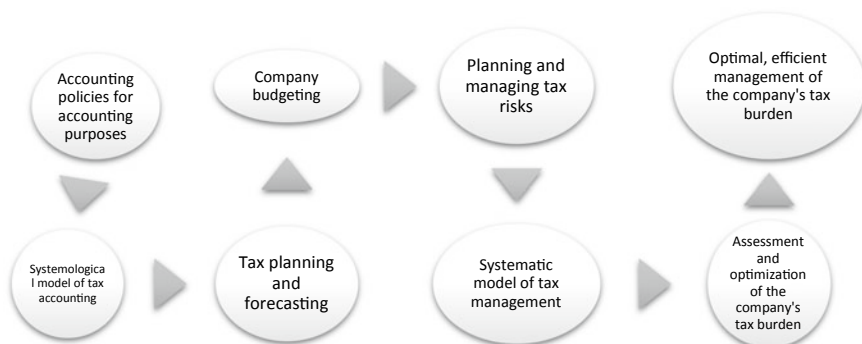 Accounting
policies for
accounting
purposes
Company
budgeting
Planning and
managing tax
risks
Optimal, efficient
management of
the company's tax
burden
Systemologica
l model of tax
accounting
Tax planning
and
forecasting
Systematic
model of tax
management
Assessment
and
optimization
of the
company's
tax burden